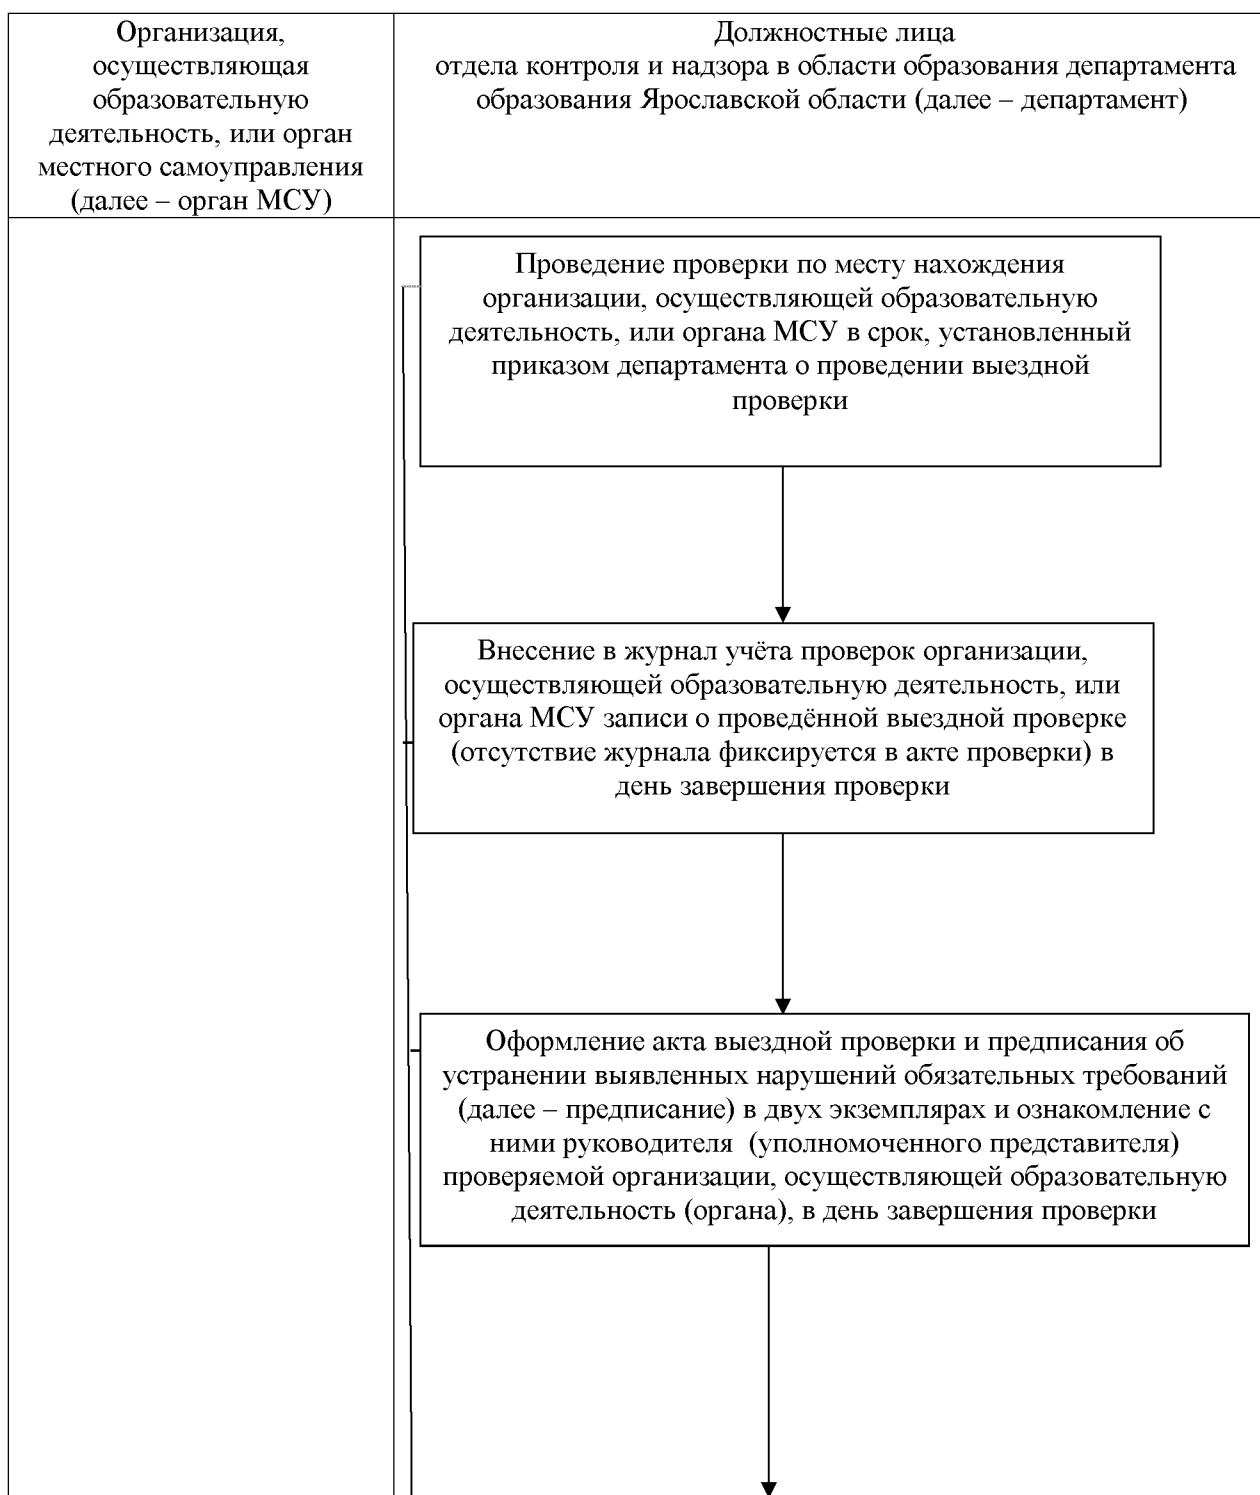 Организация,
осуществляющая
образовательную
деятельность, или орган
местного самоуправления
(далее – орган МСУ)
Должностные лица
отдела контроля и надзора в области образования департамента
образования Ярославской области (далее – департамент)
Проведение проверки по месту нахождения
организации, осуществляющей образовательную
деятельность, или органа МСУ в срок, установленный
приказом департамента о проведении выездной
проверки
Внесение в журнал учёта проверок организации,
осуществляющей образовательную деятельность, или
органа МСУ записи о проведённой выездной проверке
(отсутствие журнала фиксируется в акте проверки) в
день завершения проверки
Оформление акта выездной проверки и предписания об
устранении выявленных нарушений обязательных требований
(далее – предписание) в двух экземплярах и ознакомление с
ними руководителя (уполномоченного представителя)
проверяемой организации, осуществляющей образовательную
деятельность (органа), в день завершения проверки